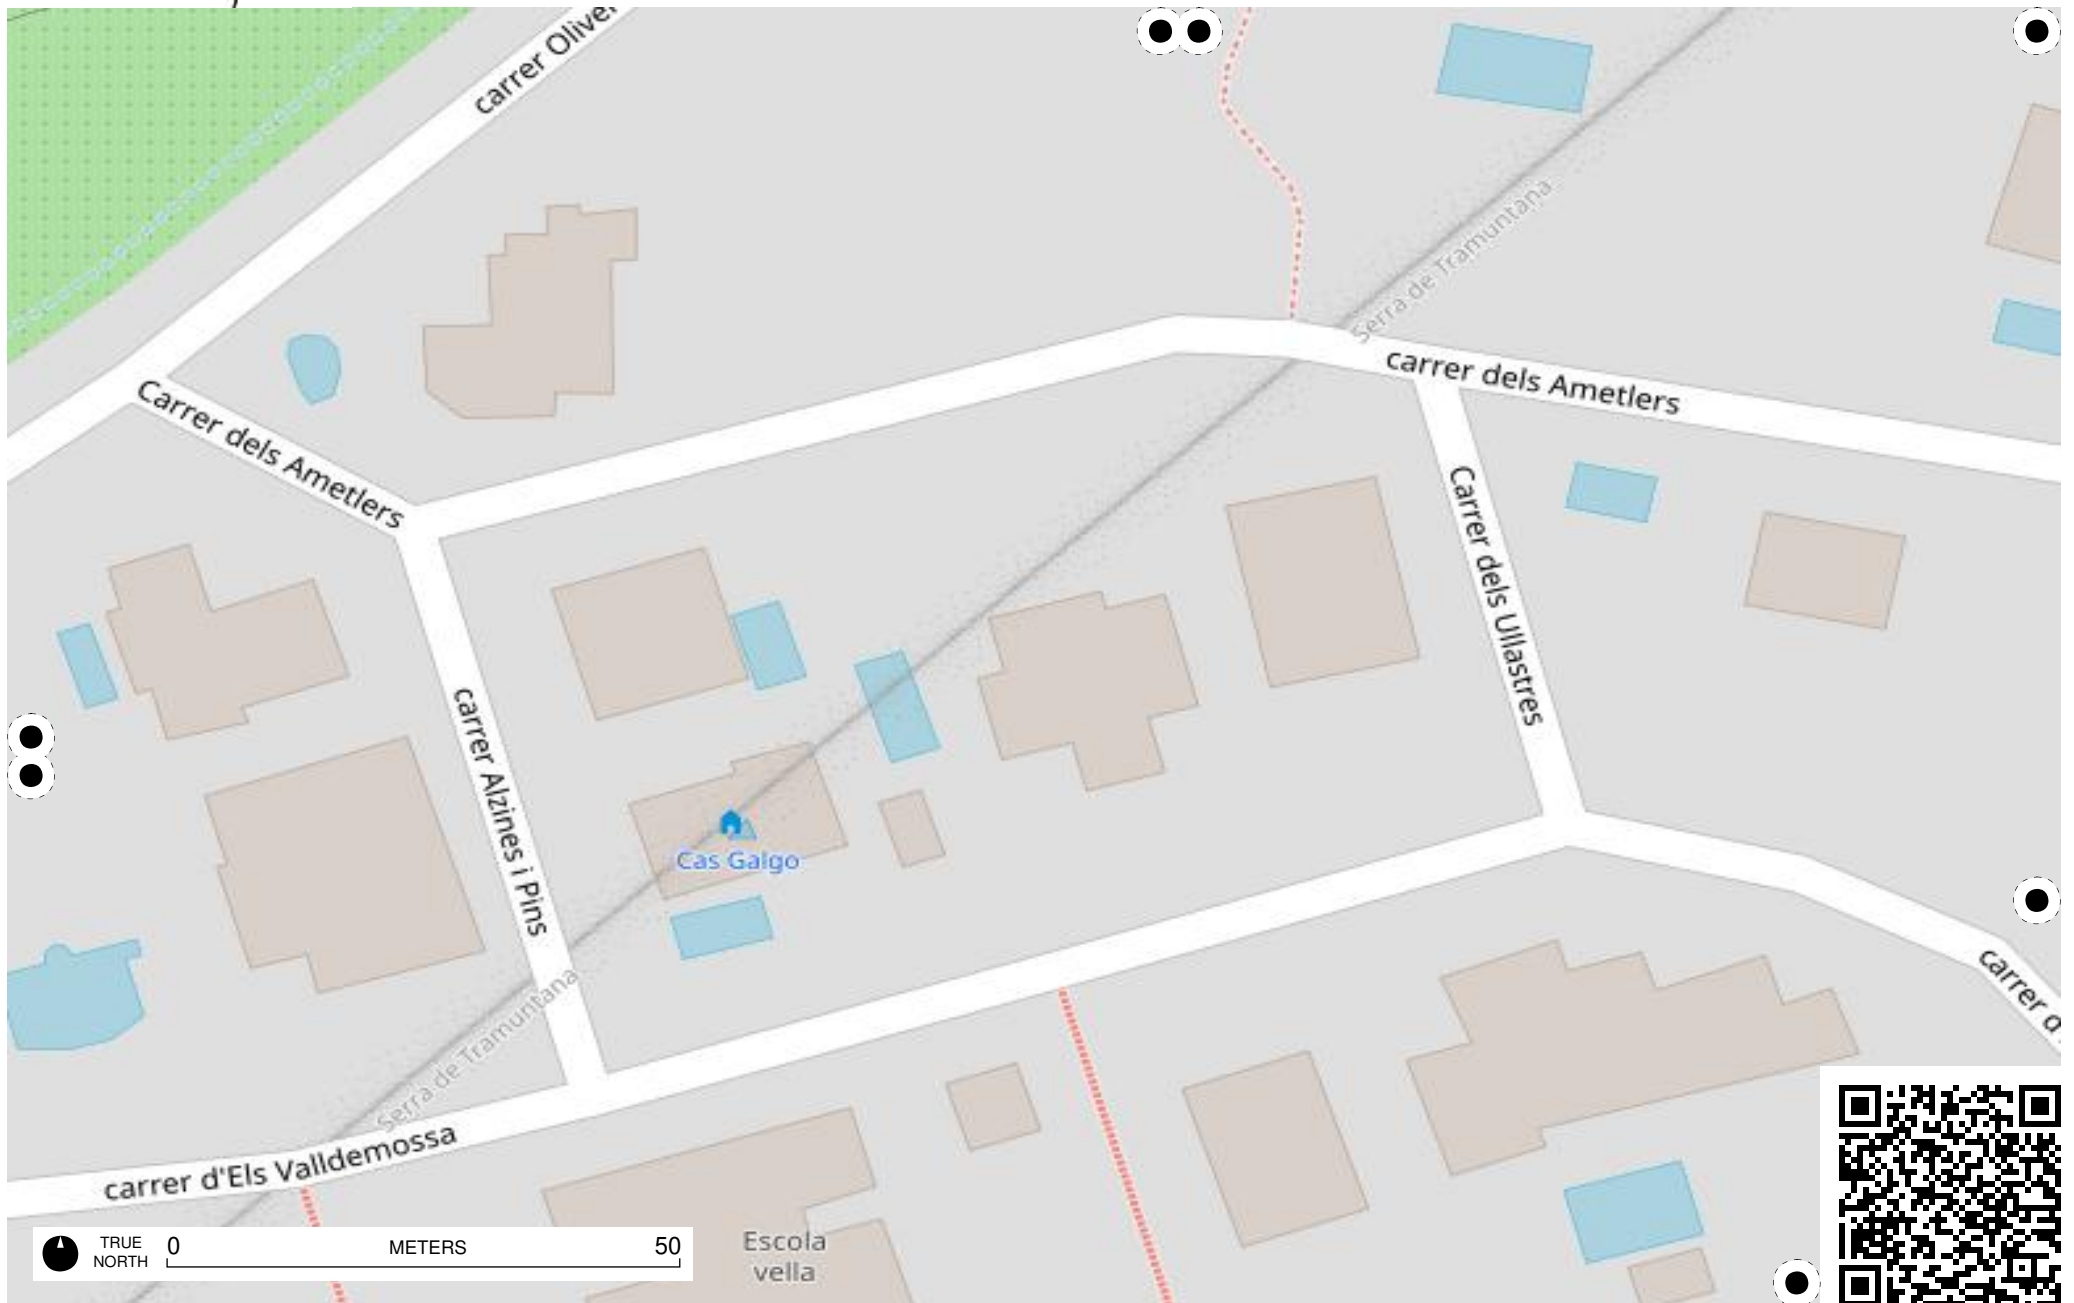 carrer Oliver
Serra de Tramuntana
carrer dels Ametlers
Carrer dels Ametlers
Carrer dels Ullastres
carrer Alzines i Pins
Cas Galgo
carrer d'
Serra de Tramuntana
carrer d'Els Valldemossa
TRUE
NORTH
0 METERS 50
Escola
vella